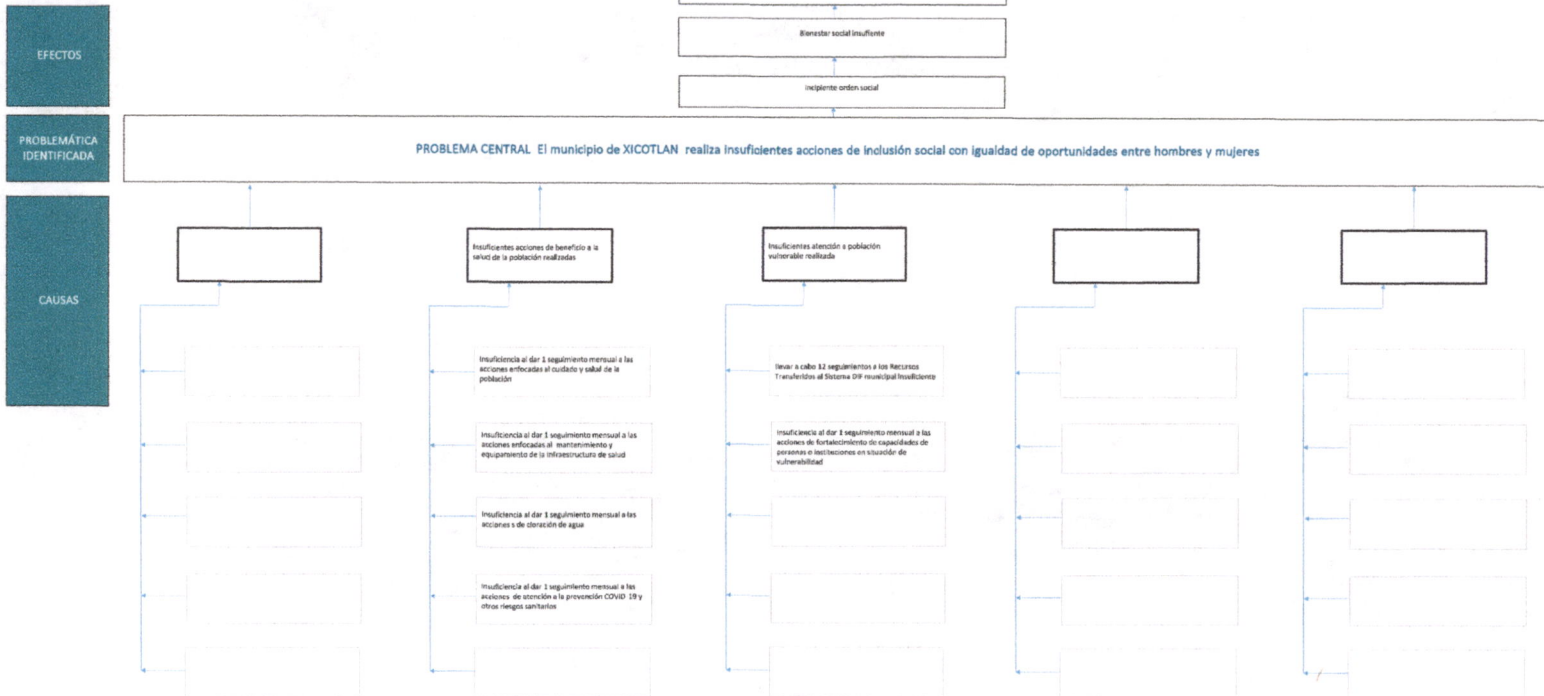 EFECTOS
Bienestar social insufiente
Incipiente orden social
PROBLEMÁTICA
IDENTIFICADA
PROBLEMA CENTRAL El municipio de XICOTLAN realiza insuficientes acciones de inclusión social con igualdad de oportunidades entre hombres y mujeres
CAUSAS
Insuficientes acciones de beneficio a la
salud de la población realizadas
Insuficiencia al dar 1 seguimiento mensual a las
acciones enfocadas al cuidado y salud de la
población
Insuficiencia al dar 1 seguimiento mensual a las
acciones enfocadas al mantenimiento y
equipamiento de la infraestructura de salud
Insuficiencia al dar 1 seguimiento mensual a las
acciones s de cloración de agua
Insuficiencia al dar 1 seguimiento mensual a las
acciones de atención a la prevención COVID 19 y
otros riesgos sanitarios
Insuficientes atención a población
vulnerable realizada
llevar a cabo 12 seguimientos a los Recursos
Transferidos al Sistema DIF municipal Insuficiente
Insuficiencia al dar 1 seguimiento mensual a las
acciones de fortalecimiento de capacidades de
personas o instituciones en situación de
vulnerabilidad